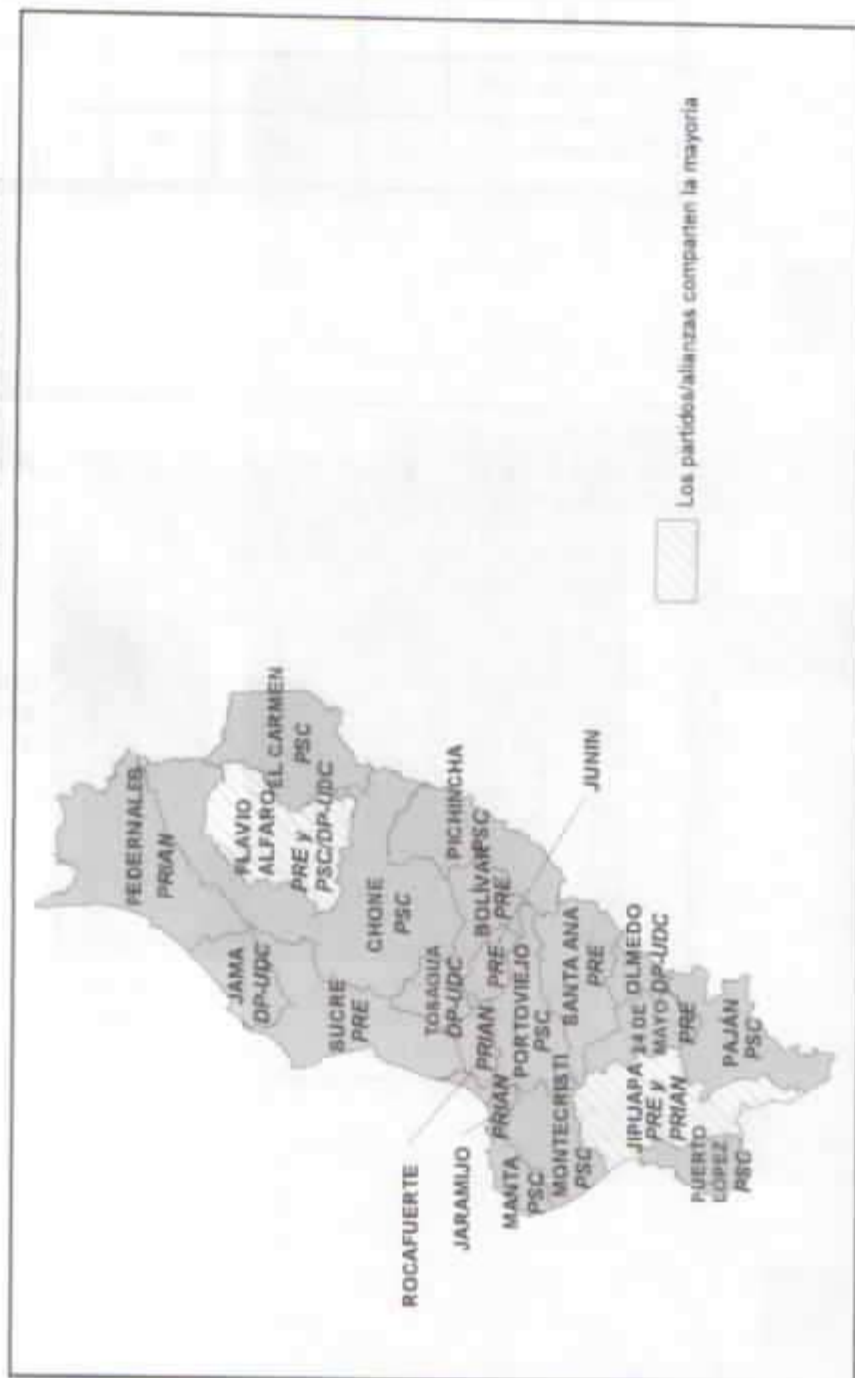 PEDERNALES
PRIAN
JAMA
DP-UDC
FLAVIO
ALFARO
PRE y
PSC/DP-UDC
EL CARMEN
PSC
SUCRE
PRE
CHONE
PSC
PICHINCHA
PSC
TOSAGUA
DP-UDC
BOLÍVAR
PRE
ROCAFUERTE
PRIAN
PRE
JUNIN
JARAMIJO
PRIAN
PORTOVIEJO
PSC
MANTA
PSC
MONTECRISTI
PSC
SANTA ANA
PRE
JIPIJAPA
PRE y
PRIAN
24 DE
MAYO
PRE
OLMEDO
DP-UDC
PUERTO
LÓPEZ
PSC
PAJÁN
PSC
Los partidos/alianzas comparten la mayoría